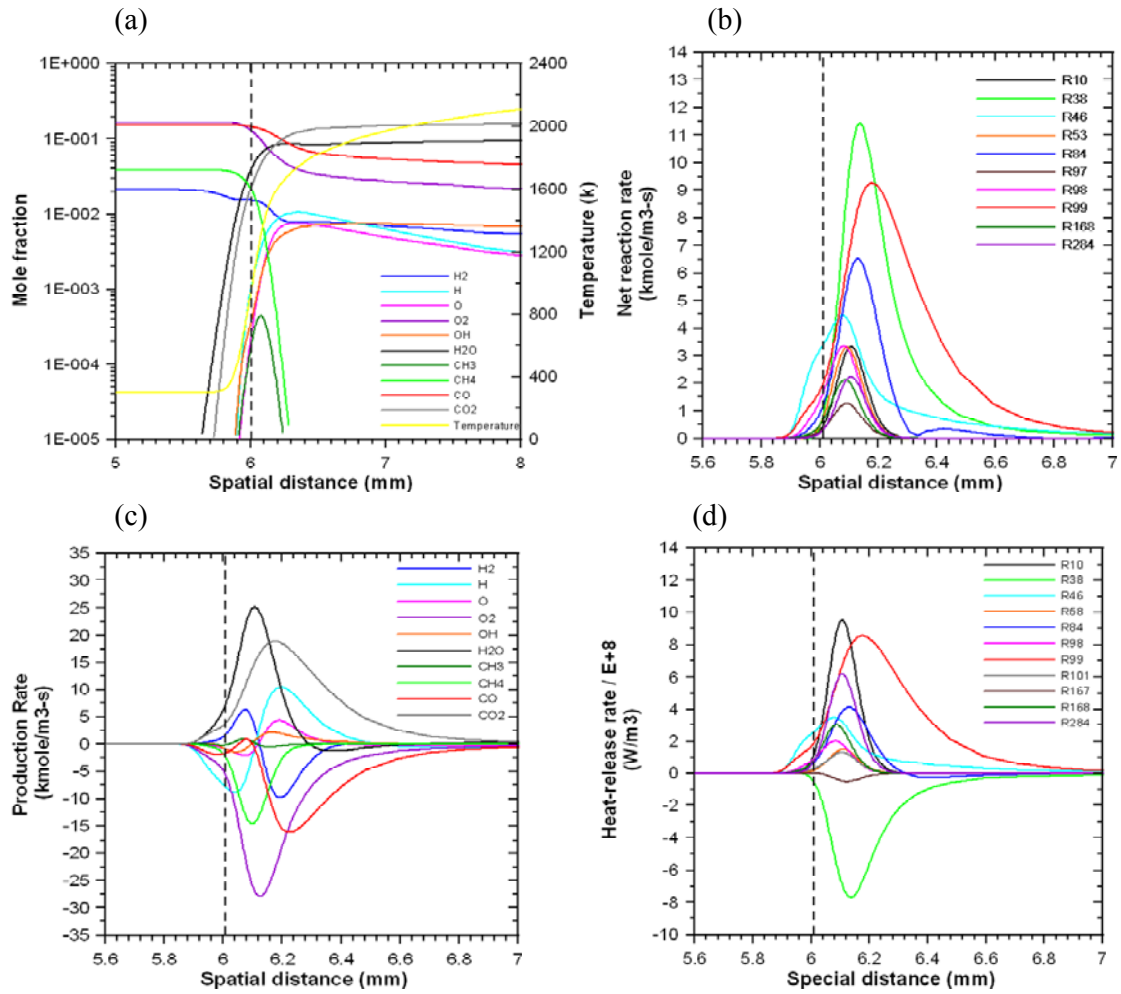 (a)
1E+000
1E-001
1E-002
1E-003
1E-004
1E-005
Mole fraction
2400
2000
1600
1200
800
400
0
Temperature (k)
H2
H
O
O2
OH
H2O
CH3
CH4
CO
CO2
Temperature
5
6
7
8
Spatial distance (mm)
(b)
14
13
12
11
10
9
8
7
6
5
4
3
2
1
0
Net reaction rate
(kmole/m3-s)
R10
R38
R46
R53
R84
R97
R98
R99
R168
R284
5.6
5.8
6
6.2
6.4
6.6
6.8
7
Spatial distance (mm)
(c)
35
30
25
20
15
10
5
0
-5
-10
-15
-20
-25
-30
-35
Production Rate
(kmole/m3-s)
H2
H
O
O2
OH
H2O
CH3
CH4
CO
CO2
5.6
5.8
6
6.2
6.4
6.6
6.8
7
Spatial distance (mm)
(d)
14
12
10
8
6
4
2
0
-2
-4
-6
-8
-10
Heat-release rate / E+8
(W/m3)
R10
R38
R46
R58
R84
R98
R99
R101
R167
R168
R284
5.6
5.8
6
6.2
6.4
6.6
6.8
7
Special distance (mm)